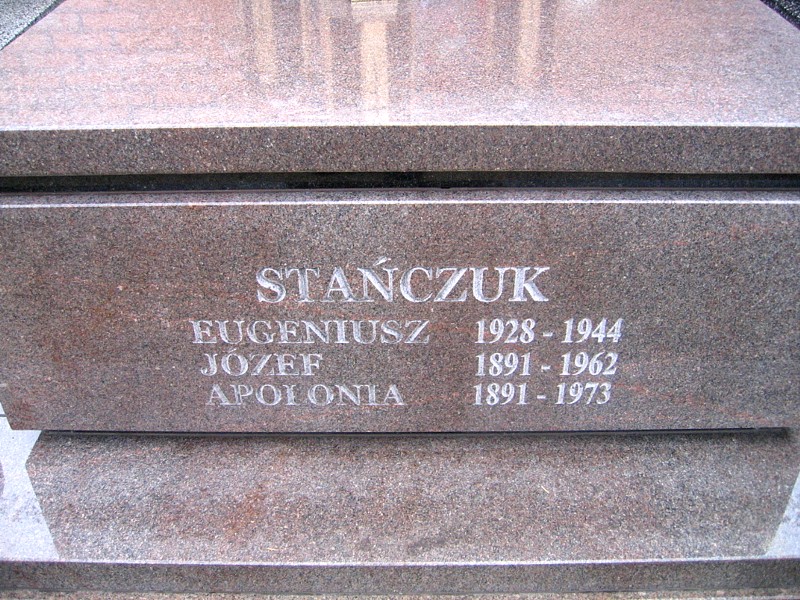 STAŃCZUK
EUGENIUSZ 1928 - 1944
JÓZEF 1891 - 1962
APOLONIA 1891 - 1973